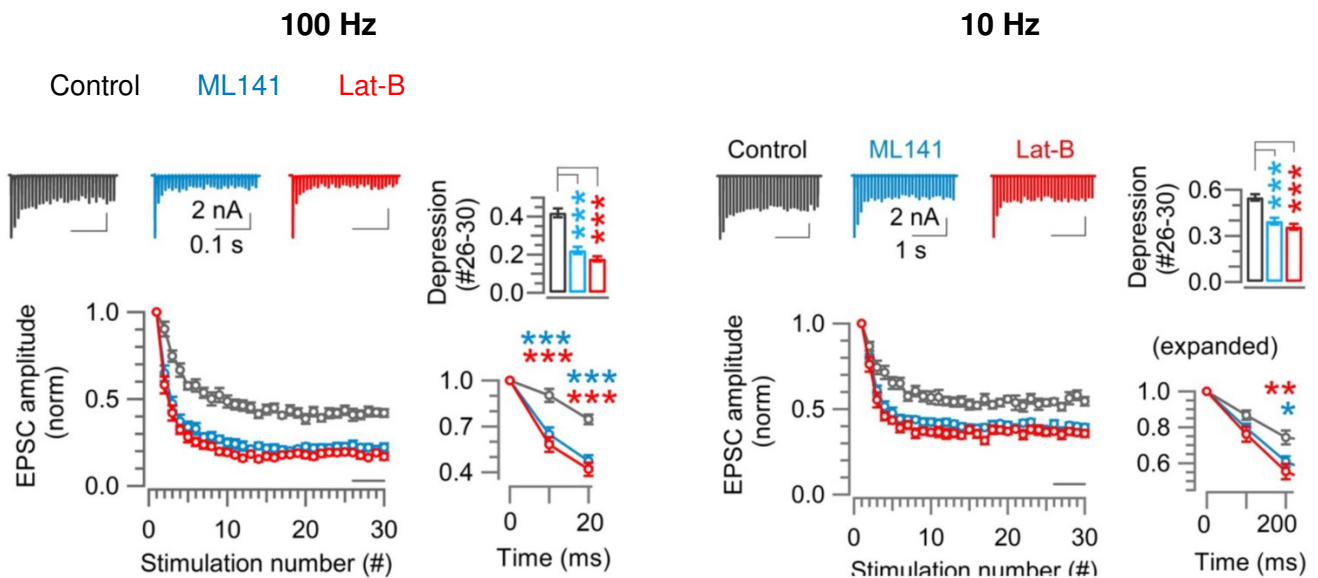 100 Hz
Control ML141 Lat-B
2 nA
0.1 s
Depression
(#26-30)
0.4
0.2
0.0
***
***
EPSC amplitude
(norm)
1.0
0.5
0.0
0 10 20 30
Stimulation number (#)
***
***
***
***
1.0
0.7
0.4
0 20
Time (ms)
10 Hz
Control ML141 Lat-B
2 nA
1 s
Depression
(#26-30)
0.6
0.3
0.0
***
***
EPSC amplitude
(norm)
1.0
0.5
0.0
0 10 20 30
Stimulation number (#)
(expanded)
**
*
1.0
0.8
0.6
0 200
Time (ms)